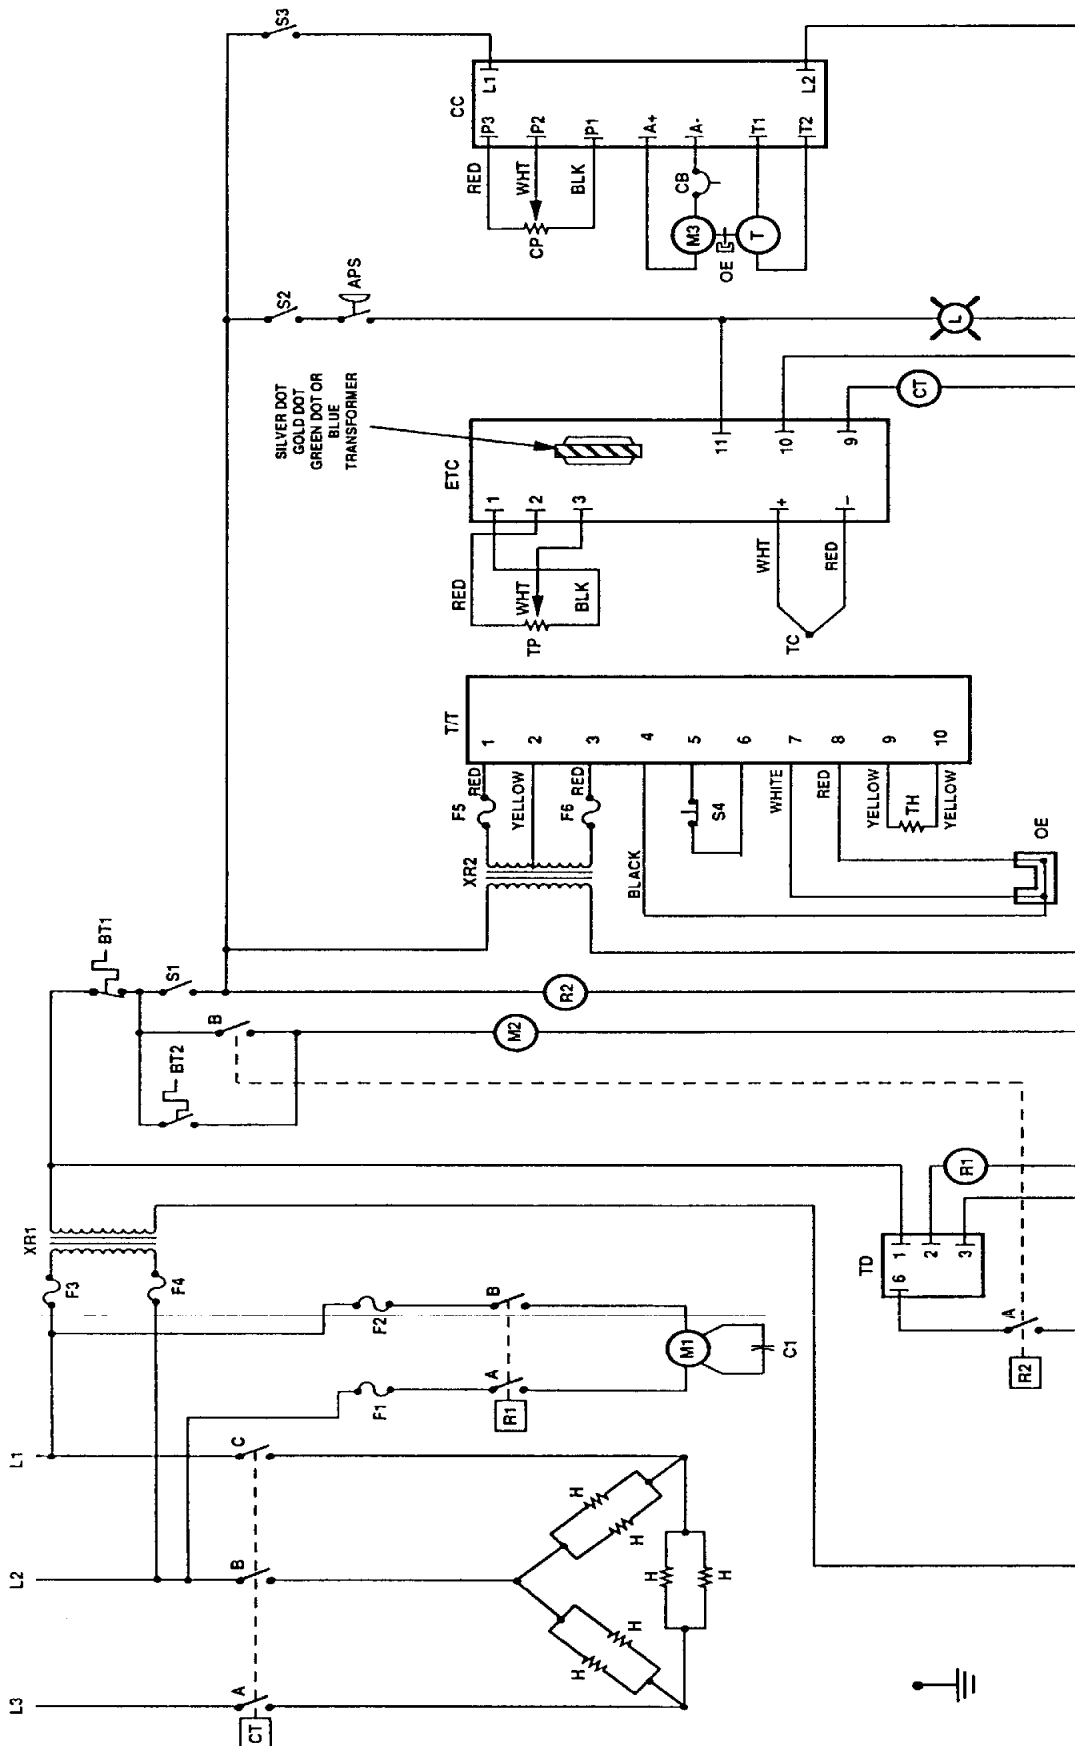 L1
L2
L3
CT
A
B
C
H
H
H
H
H
H
F1
F2
R1
A
B
M1
C1
F3
F4
XR1
TD
6
1
2
3
R1
R2
A
BT2
BT1
B
S1
M2
R2
XR2
F5
RED
YELLOW
F6
RED
BLACK
S4
WHITE
RED
YELLOW
TH
YELLOW
OE
T/T
1
2
3
4
5
6
7
8
9
10
TP
RED
WHT
BLK
TC
WHT
RED
ETC
1
2
3
+
–
11
10
9
SILVER DOT
GOLD DOT
GREEN DOT OR
BLUE
TRANSFORMER
CT
S2
APS
L
S3
CC
P3
P2
P1
A+
A-
T1
T2
L1
L2
RED
WHT
BLK
CP
CB
M3
OE
T